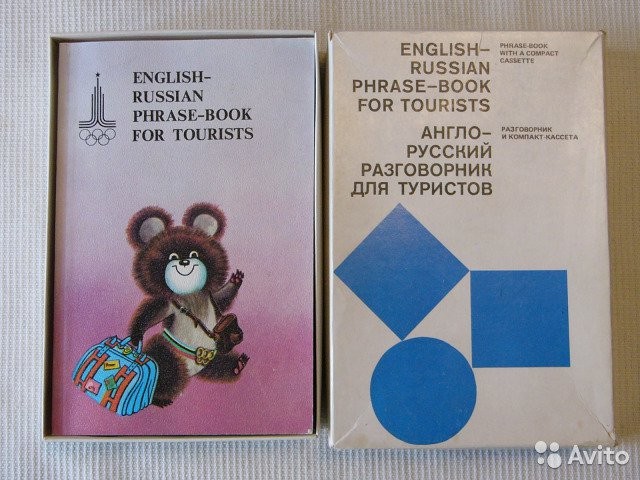 ENGLISH–
RUSSIAN
PHRASE–BOOK
FOR TOURISTS
ENGLISH–
RUSSIAN
PHRASE–BOOK
FOR TOURISTS
PHRASE-BOOK
WITH A COMPACT
CASSETTE
АНГЛО–
РУССКИЙ
РАЗГОВОРНИК
ДЛЯ ТУРИСТОВ
РАЗГОВОРНИК
И КОМПАКТ-КАССЕТА
Avito